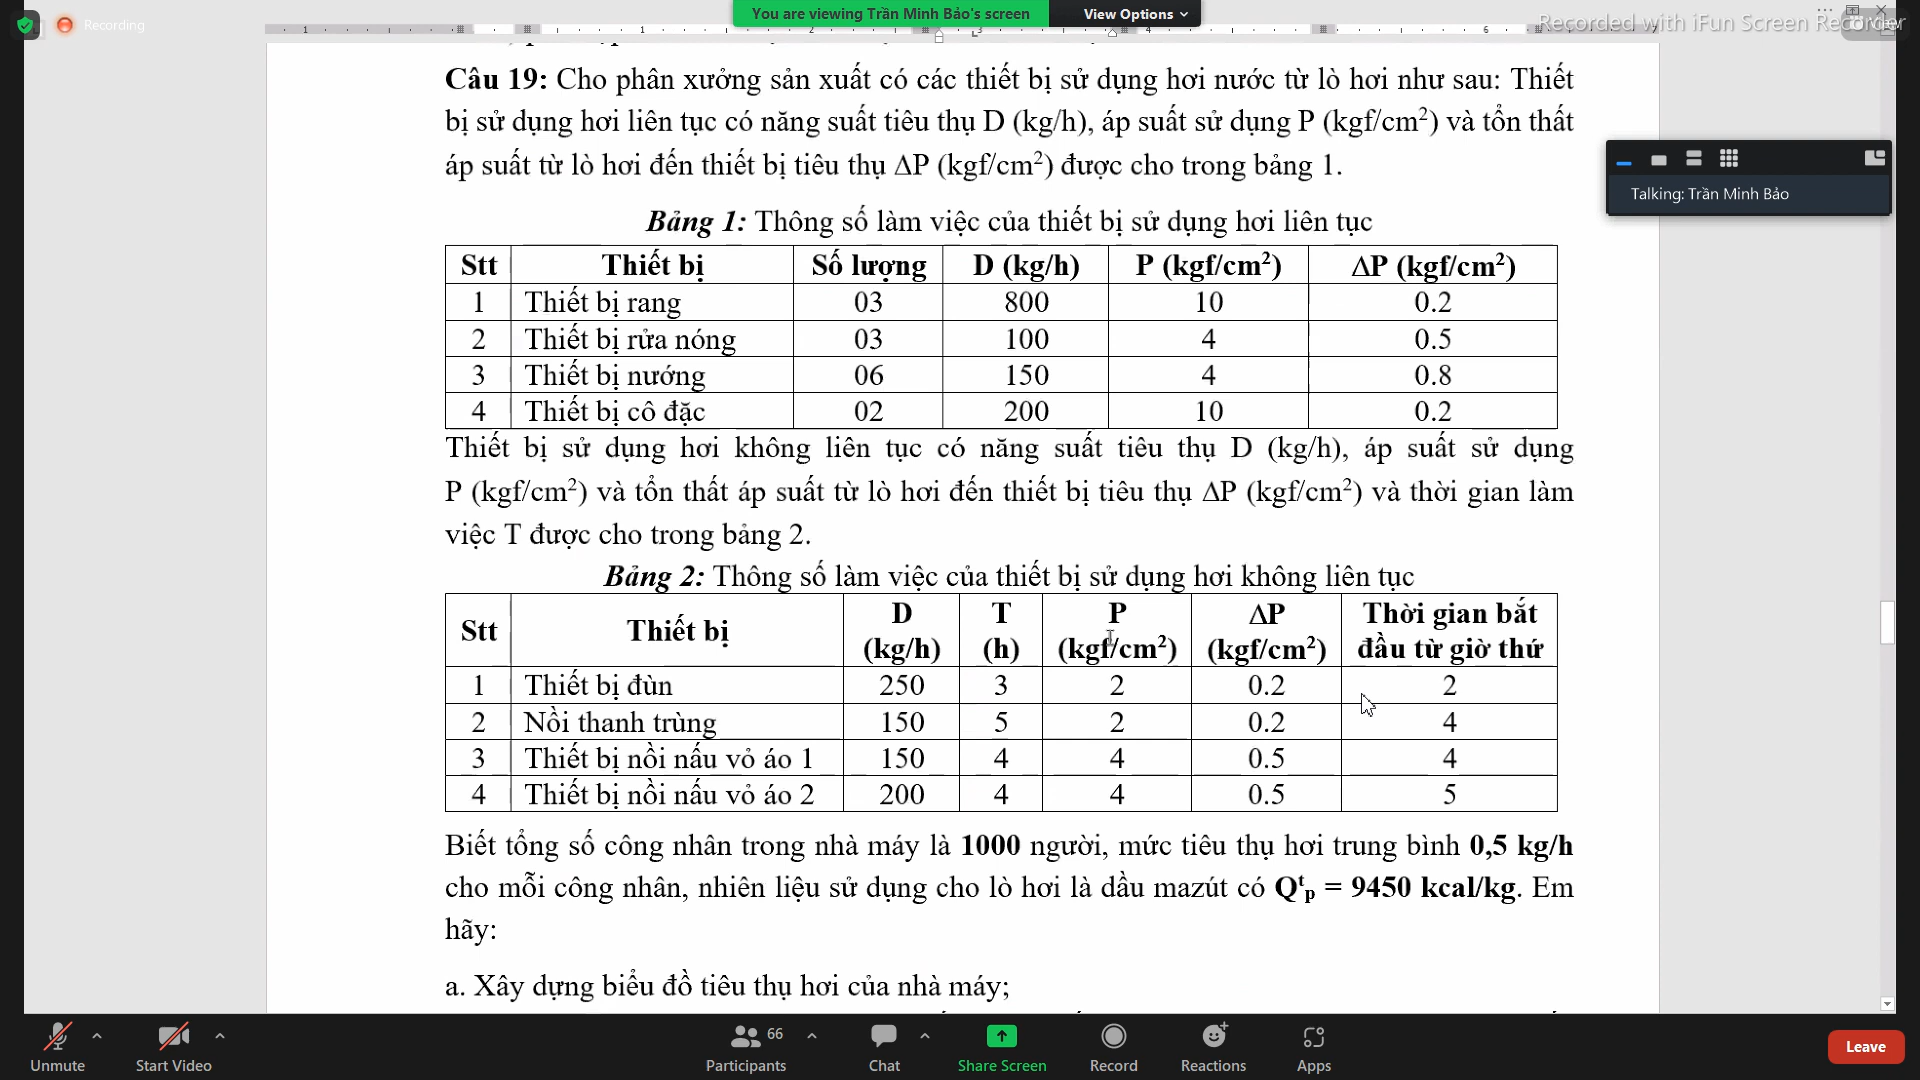 You are viewing Trần Minh Bảo's screen
View Options
Recording
Recorded with iFun Screen Recorder
Talking: Trần Minh Bảo
Câu 19: Cho phân xưởng sản xuất có các thiết bị sử dụng hơi nước từ lò hơi như sau: Thiết
bị sử dụng hơi liên tục có năng suất tiêu thụ D (kg/h), áp suất sử dụng P (kgf/cm²) và tổn thất
áp suất từ lò hơi đến thiết bị tiêu thụ ΔP (kgf/cm²) được cho trong bảng 1.
Bảng 1: Thông số làm việc của thiết bị sử dụng hơi liên tục
Stt Thiết bị Số lượng D (kg/h) P (kgf/cm²) ΔP (kgf/cm²)
1 Thiết bị rang 03 800 10 0.2
2 Thiết bị rửa nóng 03 100 4 0.5
3 Thiết bị nướng 06 150 4 0.8
4 Thiết bị cô đặc 02 200 10 0.2
Thiết bị sử dụng hơi không liên tục có năng suất tiêu thụ D (kg/h), áp suất sử dụng
P (kgf/cm²) và tổn thất áp suất từ lò hơi đến thiết bị tiêu thụ ΔP (kgf/cm²) và thời gian làm
việc T được cho trong bảng 2.
Bảng 2: Thông số làm việc của thiết bị sử dụng hơi không liên tục
Stt Thiết bị D (kg/h) T (h) P (kgf/cm²) ΔP (kgf/cm²) Thời gian bắt đầu từ giờ thứ
1 Thiết bị đùn 250 3 2 0.2 2
2 Nồi thanh trùng 150 5 2 0.2 4
3 Thiết bị nồi nấu vỏ áo 1 150 4 4 0.5 4
4 Thiết bị nồi nấu vỏ áo 2 200 4 4 0.5 5
Biết tổng số công nhân trong nhà máy là 1000 người, mức tiêu thụ hơi trung bình 0,5 kg/h
cho mỗi công nhân, nhiên liệu sử dụng cho lò hơi là dầu mazút có Qᵗₚ = 9450 kcal/kg. Em
hãy:
a. Xây dựng biểu đồ tiêu thụ hơi của nhà máy;
Unmute
Start Video
66
Participants
Chat
Share Screen
Record
Reactions
Apps
Leave